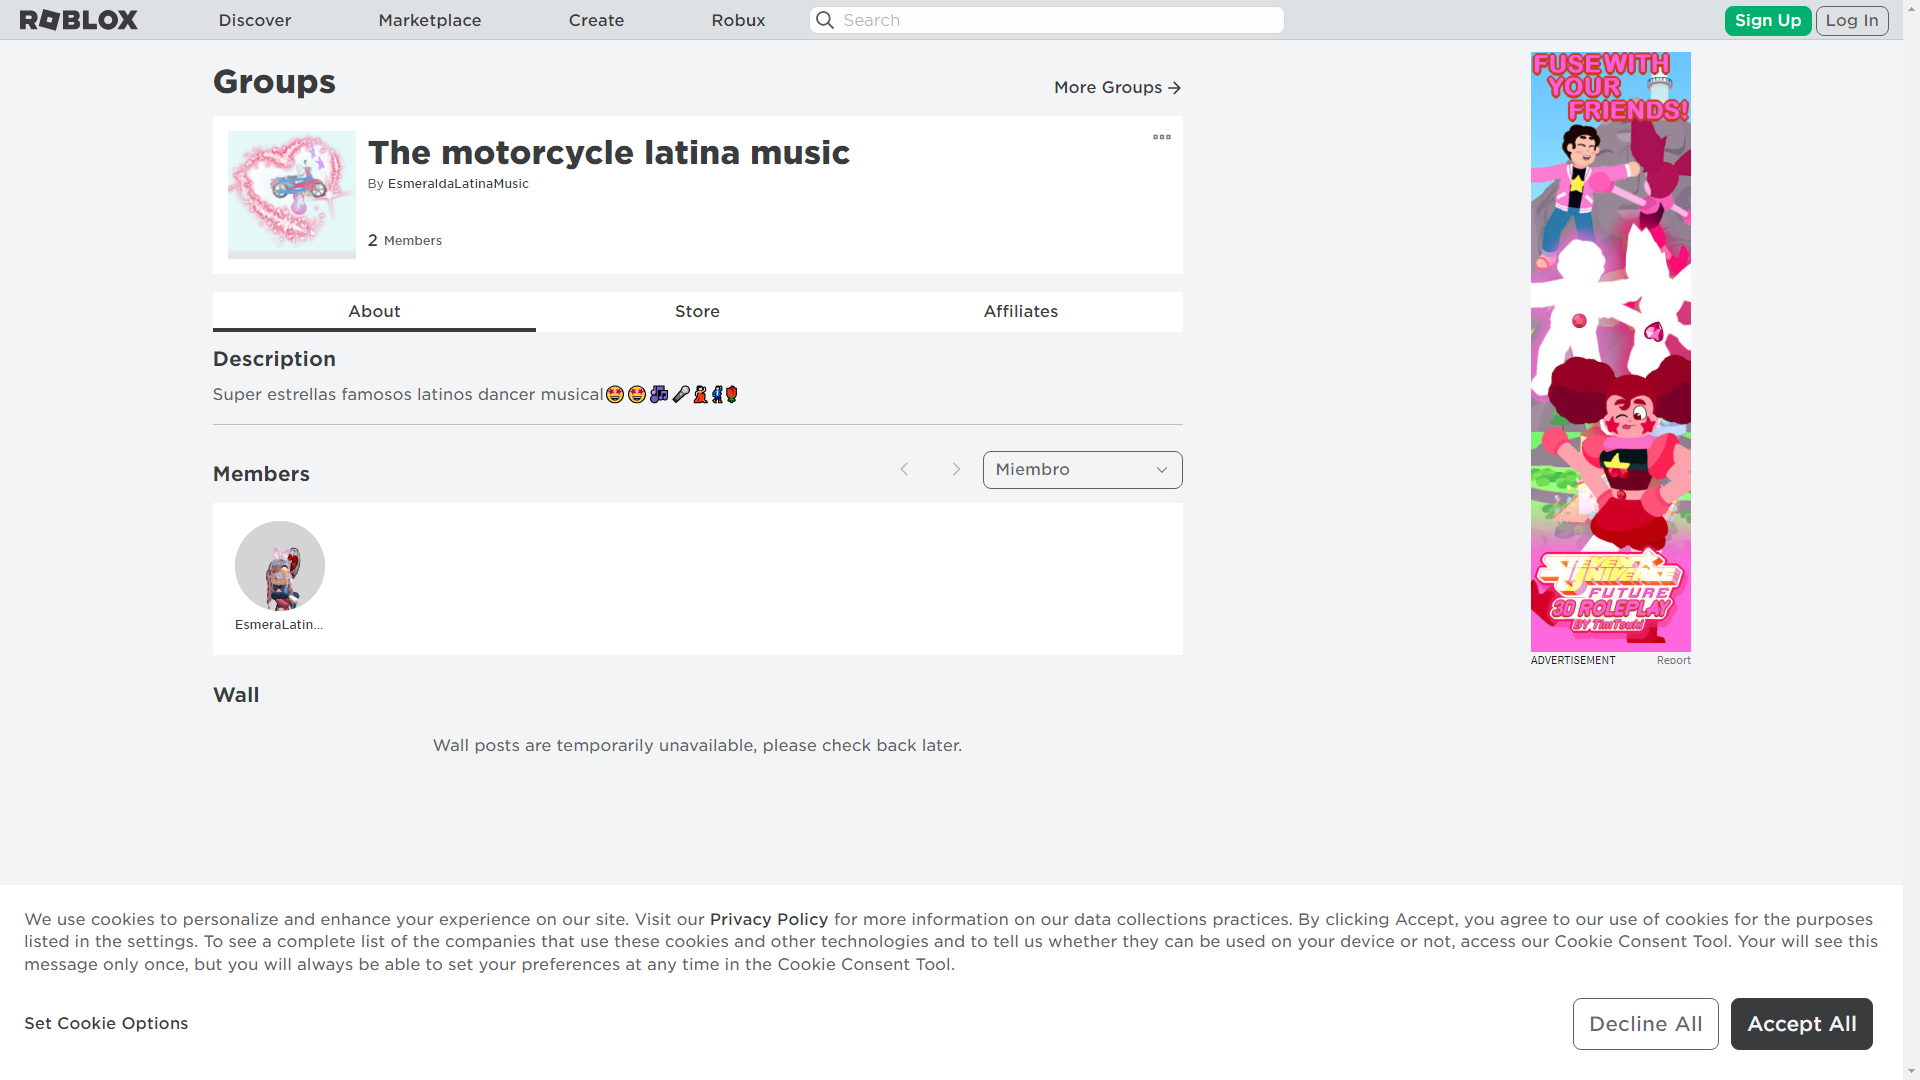 ROBLOX
Discover
Marketplace
Create
Robux
Search
Sign Up
Log In
Groups
More Groups
The motorcycle latina music
By EsmeraldaLatinaMusic
2 Members
About
Store
Affiliates
Description
Super estrellas famosos latinos dancer musical🤩🤩🎶🎤💃🕺🌹
Members
Miembro
EsmeraLatin...
Wall
Wall posts are temporarily unavailable, please check back later.
FUSE WITH
YOUR
FRIENDS!
STEVEN
UNIVERSE
FUTURE
3D ROLEPLAY
BY TimTsuki
ADVERTISEMENT
Report
We use cookies to personalize and enhance your experience on our site. Visit our Privacy Policy for more information on our data collections practices. By clicking Accept, you agree to our use of cookies for the purposes
listed in the settings. To see a complete list of the companies that use these cookies and other technologies and to tell us whether they can be used on your device or not, access our Cookie Consent Tool. Your will see this
message only once, but you will always be able to set your preferences at any time in the Cookie Consent Tool.
Set Cookie Options
Decline All
Accept All